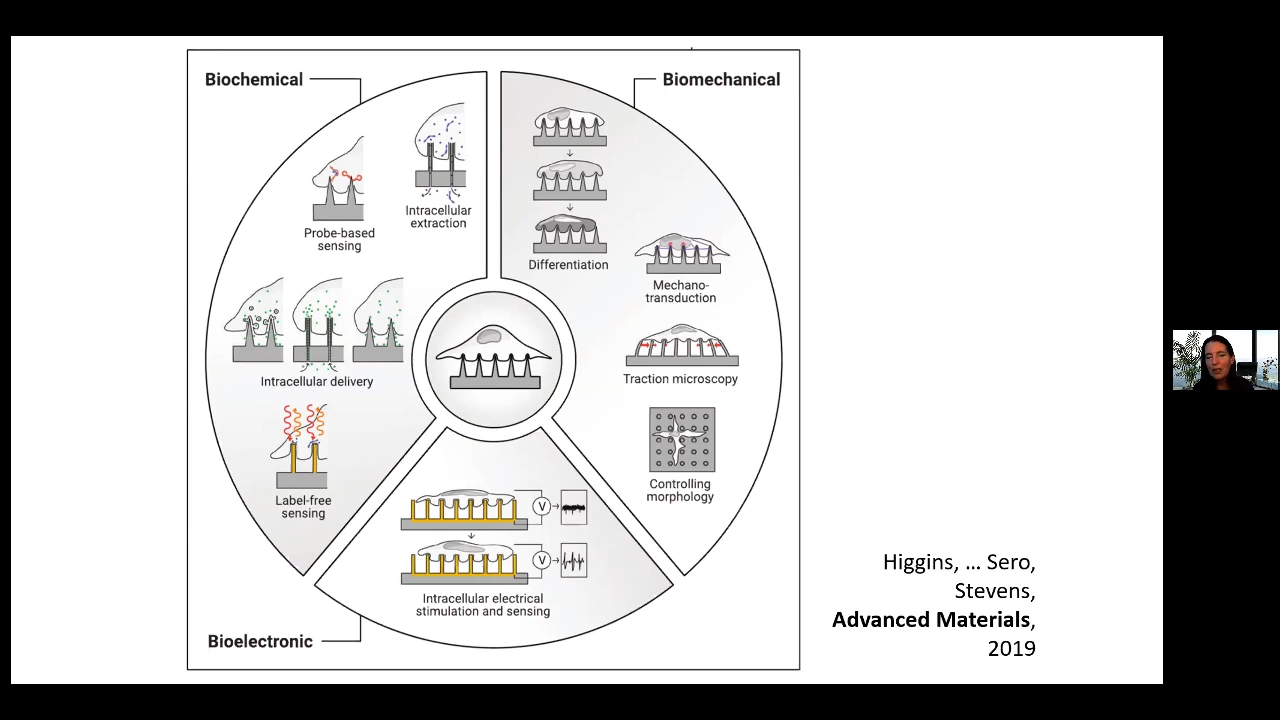 Biochemical
Biomechanical
Intracellular
extraction
Probe-based
sensing
Differentiation
Mechano-
transduction
Intracellular delivery
Traction microscopy
Label-free
sensing
Controlling
morphology
V
V
Intracellular electrical
stimulation and sensing
Bioelectronic
Higgins, ... Sero,
Stevens,
Advanced Materials,
2019